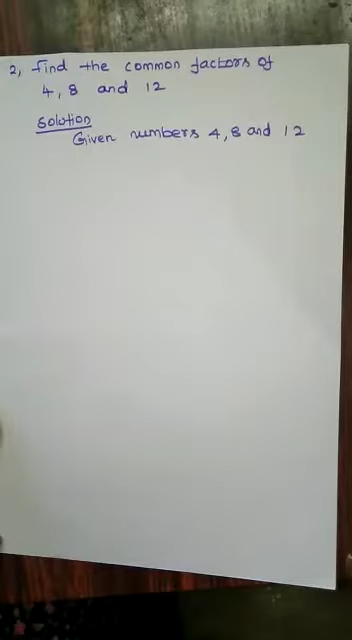 2, find the common factors of
4, 8 and 12
Solution
Given numbers 4, 8 and 12